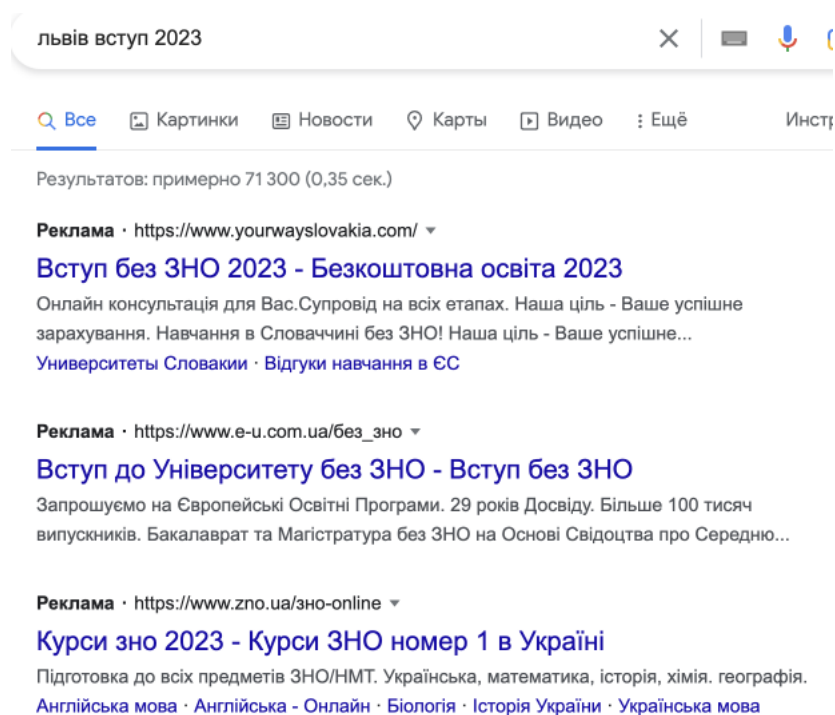 львів вступ 2023
Все Картинки Новости Карты Видео Ещё
Результатов: примерно 71 300 (0,35 сек.)
Реклама · https://www.yourwayslovakia.com/
Вступ без ЗНО 2023 - Безкоштовна освіта 2023
Онлайн консультація для Вас.Супровід на всіх етапах. Наша ціль - Ваше успішне
зарахування. Навчання в Словаччині без ЗНО! Наша ціль - Ваше успішне...
Университеты Словакии · Відгуки навчання в ЄС
Реклама · https://www.e-u.com.ua/без_зно
Вступ до Університету без ЗНО - Вступ без ЗНО
Запрошуємо на Європейські Освітні Програми. 29 років Досвіду. Більше 100 тисяч
випускників. Бакалаврат та Магістратура без ЗНО на Основі Свідоцтва про Середню...
Реклама · https://www.zno.ua/зно-online
Курси зно 2023 - Курси ЗНО номер 1 в Україні
Підготовка до всіх предметів ЗНО/НМТ. Українська, математика, історія, хімія. географія.
Англійська мова · Англійська - Онлайн · Біологія · Історія України · Українська мова